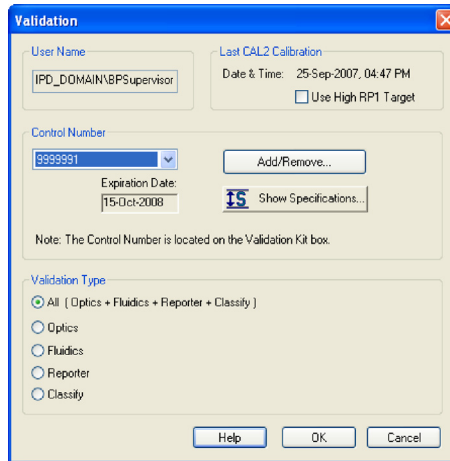 Validation
User Name
IPD_DOMAIN\BPSupervisor
Last CAL2 Calibration
Date & Time: 25-Sep-2007, 04:47 PM
Use High RP1 Target
Control Number
9999991
Add/Remove...
Expiration Date:
15-Oct-2008
Show Specifications...
Note: The Control Number is located on the Validation Kit box.
Validation Type
All ( Optics + Fluidics + Reporter + Classify )
Optics
Fluidics
Reporter
Classify
Help OK Cancel